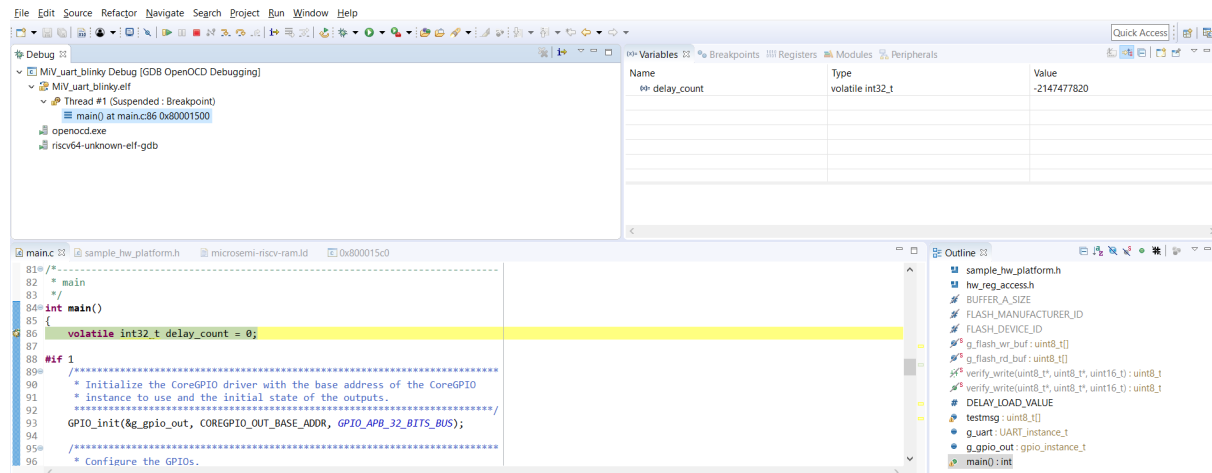 File Edit Source Refactor Navigate Search Project Run Window Help
Quick Access
Debug
MiV_uart_blinky Debug [GDB OpenOCD Debugging]
MiV_uart_blinky.elf
Thread #1 (Suspended : Breakpoint)
main() at main.c:86 0x80001500
openocd.exe
riscv64-unknown-elf-gdb
Variables Breakpoints Registers Modules Peripherals
Name Type Value
delay_count volatile int32_t -2147477820
main.c sample_hw_platform.h microsemi-riscv-ram.ld 0x800015c0
81 /*-----------------------------------------------------------------------------
82 * main
83 */
84 int main()
85 {
86 volatile int32_t delay_count = 0;
87
88 #if 1
89 /**************************************************************************
90 * Initialize the CoreGPIO driver with the base address of the CoreGPIO
91 * instance to use and the initial state of the outputs.
92 *************************************************************************/
93 GPIO_init(&g_gpio_out, COREGPIO_OUT_BASE_ADDR, GPIO_APB_32_BITS_BUS);
94
95 /**************************************************************************
96 * Configure the GPIOs.
Outline
sample_hw_platform.h
hw_reg_access.h
BUFFER_A_SIZE
FLASH_MANUFACTURER_ID
FLASH_DEVICE_ID
g_flash_wr_buf : uint8_t[]
g_flash_rd_buf : uint8_t[]
verify_write(uint8_t*, uint8_t*, uint16_t) : uint8_t
verify_write(uint8_t*, uint8_t*, uint16_t) : uint8_t
DELAY_LOAD_VALUE
testmsg : uint8_t[]
g_uart : UART_instance_t
g_gpio_out : gpio_instance_t
main() : int